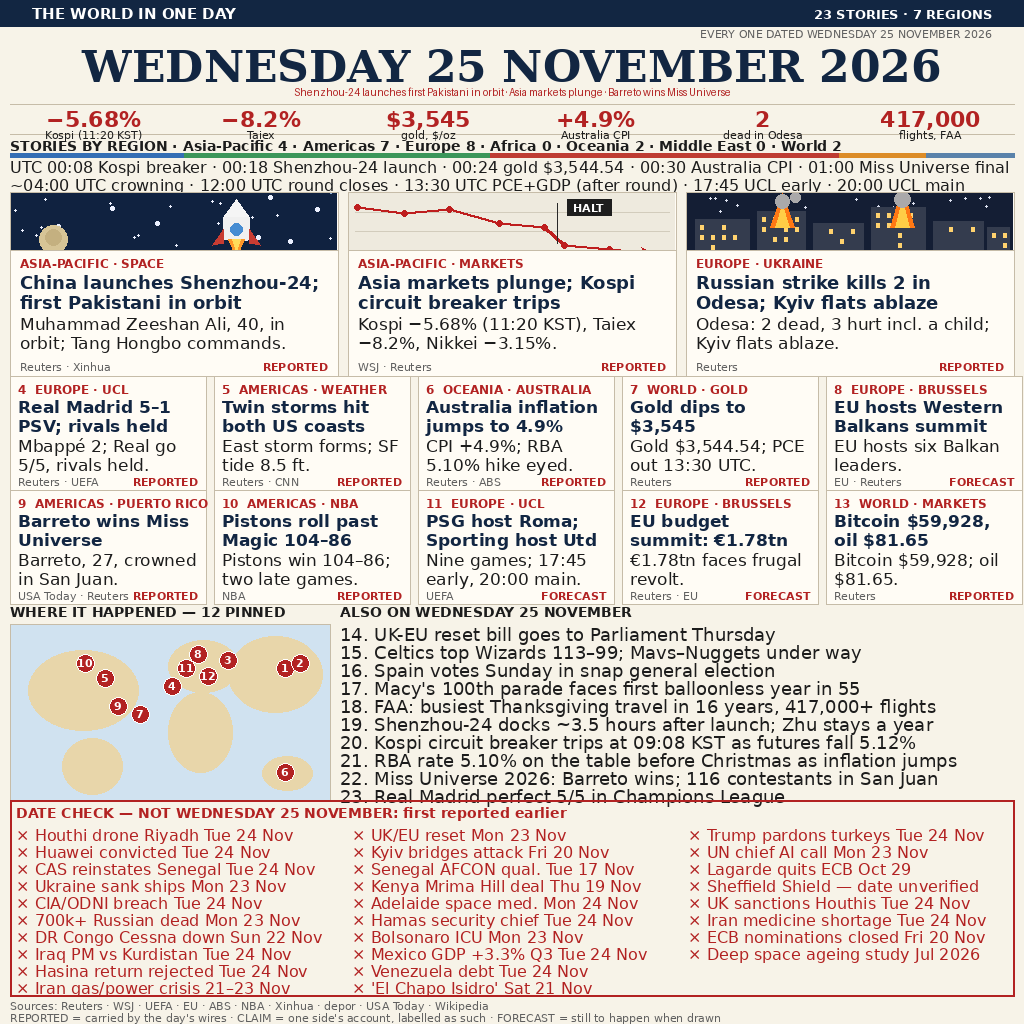 THE WORLD IN ONE DAY
23 STORIES · 7 REGIONS
EVERY ONE DATED WEDNESDAY 25 NOVEMBER 2026
WEDNESDAY 25 NOVEMBER 2026
Shenzhou-24 launches first Pakistani in orbit · Asia markets plunge · Barreto wins Miss Universe
−5.68%
Kospi (11:20 KST)
−8.2%
Taiex
$3,545
gold, $/oz
+4.9%
Australia CPI
2
dead in Odesa
417,000
flights, FAA
STORIES BY REGION · Asia-Pacific 4 · Americas 7 · Europe 8 · Africa 0 · Oceania 2 · Middle East 0 · World 2
UTC 00:08 Kospi breaker · 00:18 Shenzhou-24 launch · 00:24 gold $3,544.54 · 00:30 Australia CPI · 01:00 Miss Universe final
~04:00 UTC crowning · 12:00 UTC round closes · 13:30 UTC PCE+GDP (after round) · 17:45 UCL early · 20:00 UCL main
ASIA-PACIFIC · SPACE
China launches Shenzhou-24;
first Pakistani in orbit
Muhammad Zeeshan Ali, 40, in
orbit; Tang Hongbo commands.
Reuters · Xinhua
REPORTED
HALT
ASIA-PACIFIC · MARKETS
Asia markets plunge; Kospi
circuit breaker trips
Kospi −5.68% (11:20 KST), Taiex
−8.2%, Nikkei −3.15%.
WSJ · Reuters
REPORTED
EUROPE · UKRAINE
Russian strike kills 2 in
Odesa; Kyiv flats ablaze
Odesa: 2 dead, 3 hurt incl. a child;
Kyiv flats ablaze.
Reuters
REPORTED
4 EUROPE · UCL
Real Madrid 5–1
PSV; rivals held
Mbappé 2; Real go
5/5, rivals held.
Reuters · UEFA
REPORTED
5 AMERICAS · WEATHER
Twin storms hit
both US coasts
East storm forms; SF
tide 8.5 ft.
Reuters · CNN
REPORTED
6 OCEANIA · AUSTRALIA
Australia inflation
jumps to 4.9%
CPI +4.9%; RBA
5.10% hike eyed.
Reuters · ABS
REPORTED
7 WORLD · GOLD
Gold dips to
$3,545
Gold $3,544.54; PCE
out 13:30 UTC.
Reuters
REPORTED
8 EUROPE · BRUSSELS
EU hosts Western
Balkans summit
EU hosts six Balkan
leaders.
EU · Reuters
FORECAST
9 AMERICAS · PUERTO RICO
Barreto wins Miss
Universe
Barreto, 27, crowned
in San Juan.
USA Today · Reuters
REPORTED
10 AMERICAS · NBA
Pistons roll past
Magic 104–86
Pistons win 104–86;
two late games.
NBA
REPORTED
11 EUROPE · UCL
PSG host Roma;
Sporting host Utd
Nine games; 17:45
early, 20:00 main.
UEFA
FORECAST
12 EUROPE · BRUSSELS
EU budget
summit: €1.78tn
€1.78tn faces frugal
revolt.
Reuters · EU
FORECAST
13 WORLD · MARKETS
Bitcoin $59,928,
oil $81.65
Bitcoin $59,928; oil
$81.65.
Reuters
REPORTED
WHERE IT HAPPENED — 12 PINNED
10
5
9
7
4
11
8
12
3
1
2
6
ALSO ON WEDNESDAY 25 NOVEMBER
14. UK-EU reset bill goes to Parliament Thursday
15. Celtics top Wizards 113–99; Mavs–Nuggets under way
16. Spain votes Sunday in snap general election
17. Macy's 100th parade faces first balloonless year in 55
18. FAA: busiest Thanksgiving travel in 16 years, 417,000+ flights
19. Shenzhou-24 docks ~3.5 hours after launch; Zhu stays a year
20. Kospi circuit breaker trips at 09:08 KST as futures fall 5.12%
21. RBA rate 5.10% on the table before Christmas as inflation jumps
22. Miss Universe 2026: Barreto wins; 116 contestants in San Juan
23. Real Madrid perfect 5/5 in Champions League
DATE CHECK — NOT WEDNESDAY 25 NOVEMBER: first reported earlier
× Houthi drone Riyadh Tue 24 Nov
× Huawei convicted Tue 24 Nov
× CAS reinstates Senegal Tue 24 Nov
× Ukraine sank ships Mon 23 Nov
× CIA/ODNI breach Tue 24 Nov
× 700k+ Russian dead Mon 23 Nov
× DR Congo Cessna down Sun 22 Nov
× Iraq PM vs Kurdistan Tue 24 Nov
× Hasina return rejected Tue 24 Nov
× Iran gas/power crisis 21–23 Nov
× UK/EU reset Mon 23 Nov
× Kyiv bridges attack Fri 20 Nov
× Senegal AFCON qual. Tue 17 Nov
× Kenya Mrima Hill deal Thu 19 Nov
× Adelaide space med. Mon 24 Nov
× Hamas security chief Tue 24 Nov
× Bolsonaro ICU Mon 23 Nov
× Mexico GDP +3.3% Q3 Tue 24 Nov
× Venezuela debt Tue 24 Nov
× 'El Chapo Isidro' Sat 21 Nov
× Trump pardons turkeys Tue 24 Nov
× UN chief AI call Mon 23 Nov
× Lagarde quits ECB Oct 29
× Sheffield Shield — date unverified
× UK sanctions Houthis Tue 24 Nov
× Iran medicine shortage Tue 24 Nov
× ECB nominations closed Fri 20 Nov
× Deep space ageing study Jul 2026
Sources: Reuters · WSJ · UEFA · EU · ABS · NBA · Xinhua · depor · USA Today · Wikipedia
REPORTED = carried by the day's wires · CLAIM = one side's account, labelled as such · FORECAST = still to happen when drawn